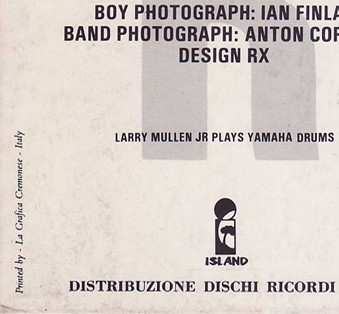 BOY PHOTOGRAPH: IAN FINLA
BAND PHOTOGRAPH: ANTON COR
DESIGN RX
LARRY MULLEN JR PLAYS YAMAHA DRUMS
ISLAND
DISTRIBUZIONE DISCHI RICORDI
Printed by - La Grafica Cremonese - Italy